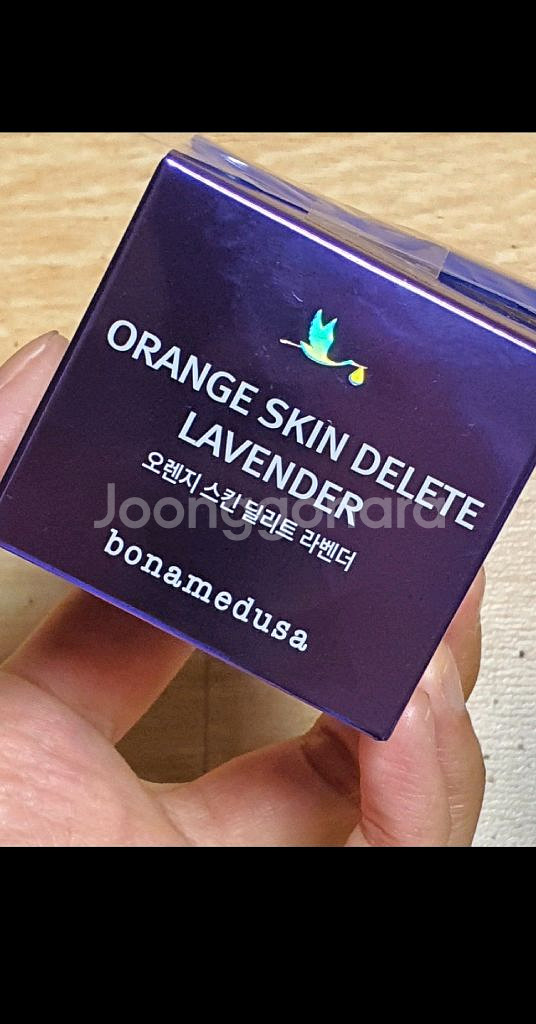 ORANGE SKIN DELETE
LAVENDER
오렌지 스킨 딜리트 라벤더
Joonggonara
bonamedusa